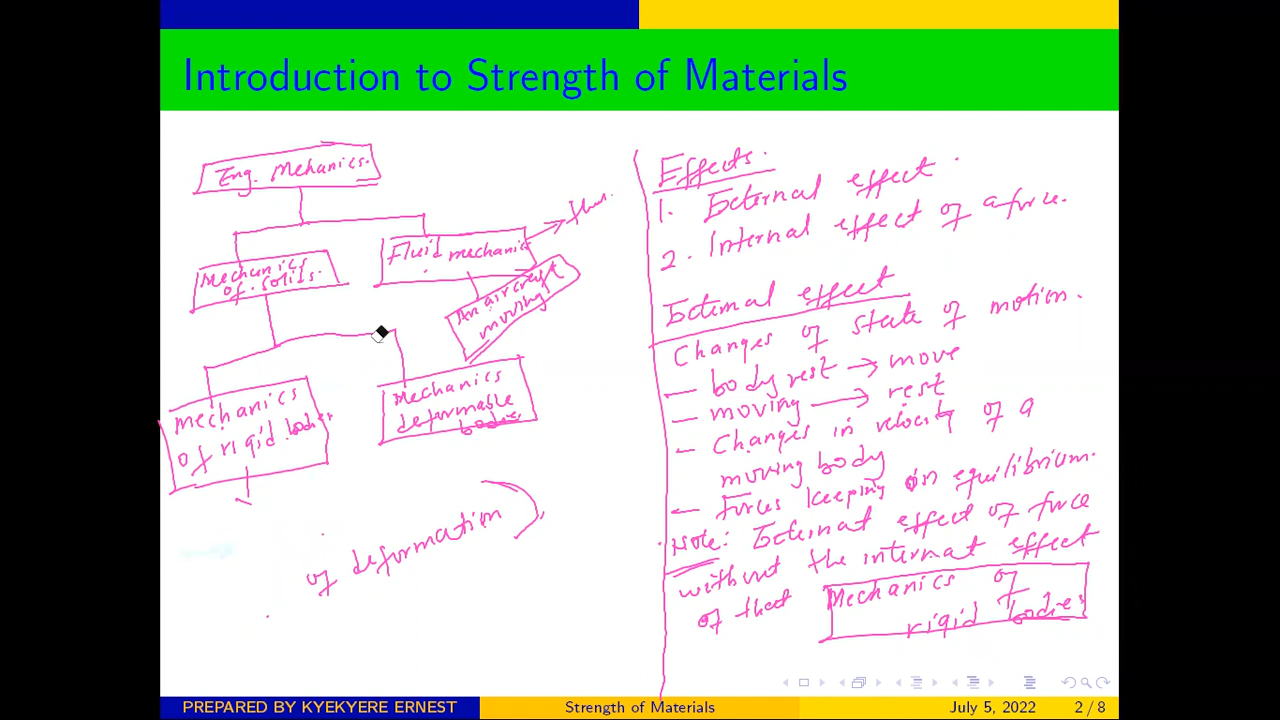 Introduction to Strength of Materials
Eng. Mehanics.
Fluid mechanics
Mechanics
of solids.
An aircraft
moving
mechanics
of rigid bodies
Mechanics
deformable
bodies
of deformation
Effects.
1. External effect.
2. Internal effect of a force.
External effect
Changes of state of motion.
— body rest → move
— moving → rest
— Changes in velocity of a
moving body
— Forces keeping in equilibrium.
Note: External effect of force
without the internal effect
of that
Mechanics of
rigid bodies
PREPARED BY KYEKYERE ERNEST
Strength of Materials
July 5, 2022
2 / 8